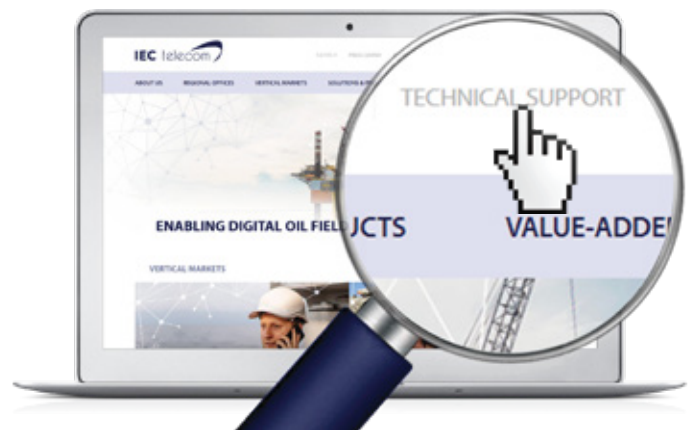 IEC telecom
TECHNICAL SUPPORT
ABOUT US REGIONAL OFFICES VERTICAL MARKETS SOLUTIONS &
UCTS VALUE-ADDE
ENABLING DIGITAL OIL FIEL
VERTICAL MARKETS